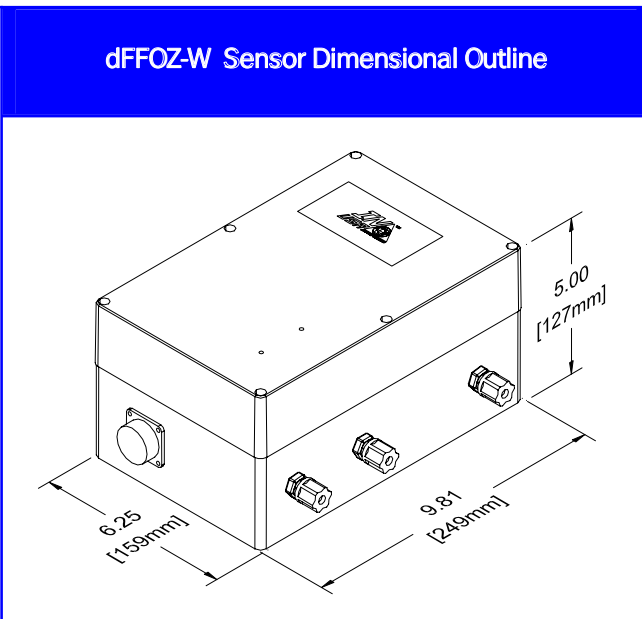 dFFOZ-W Sensor Dimensional Outline
5.00
[127mm]
6.25
[159mm]
9.81
[249mm]